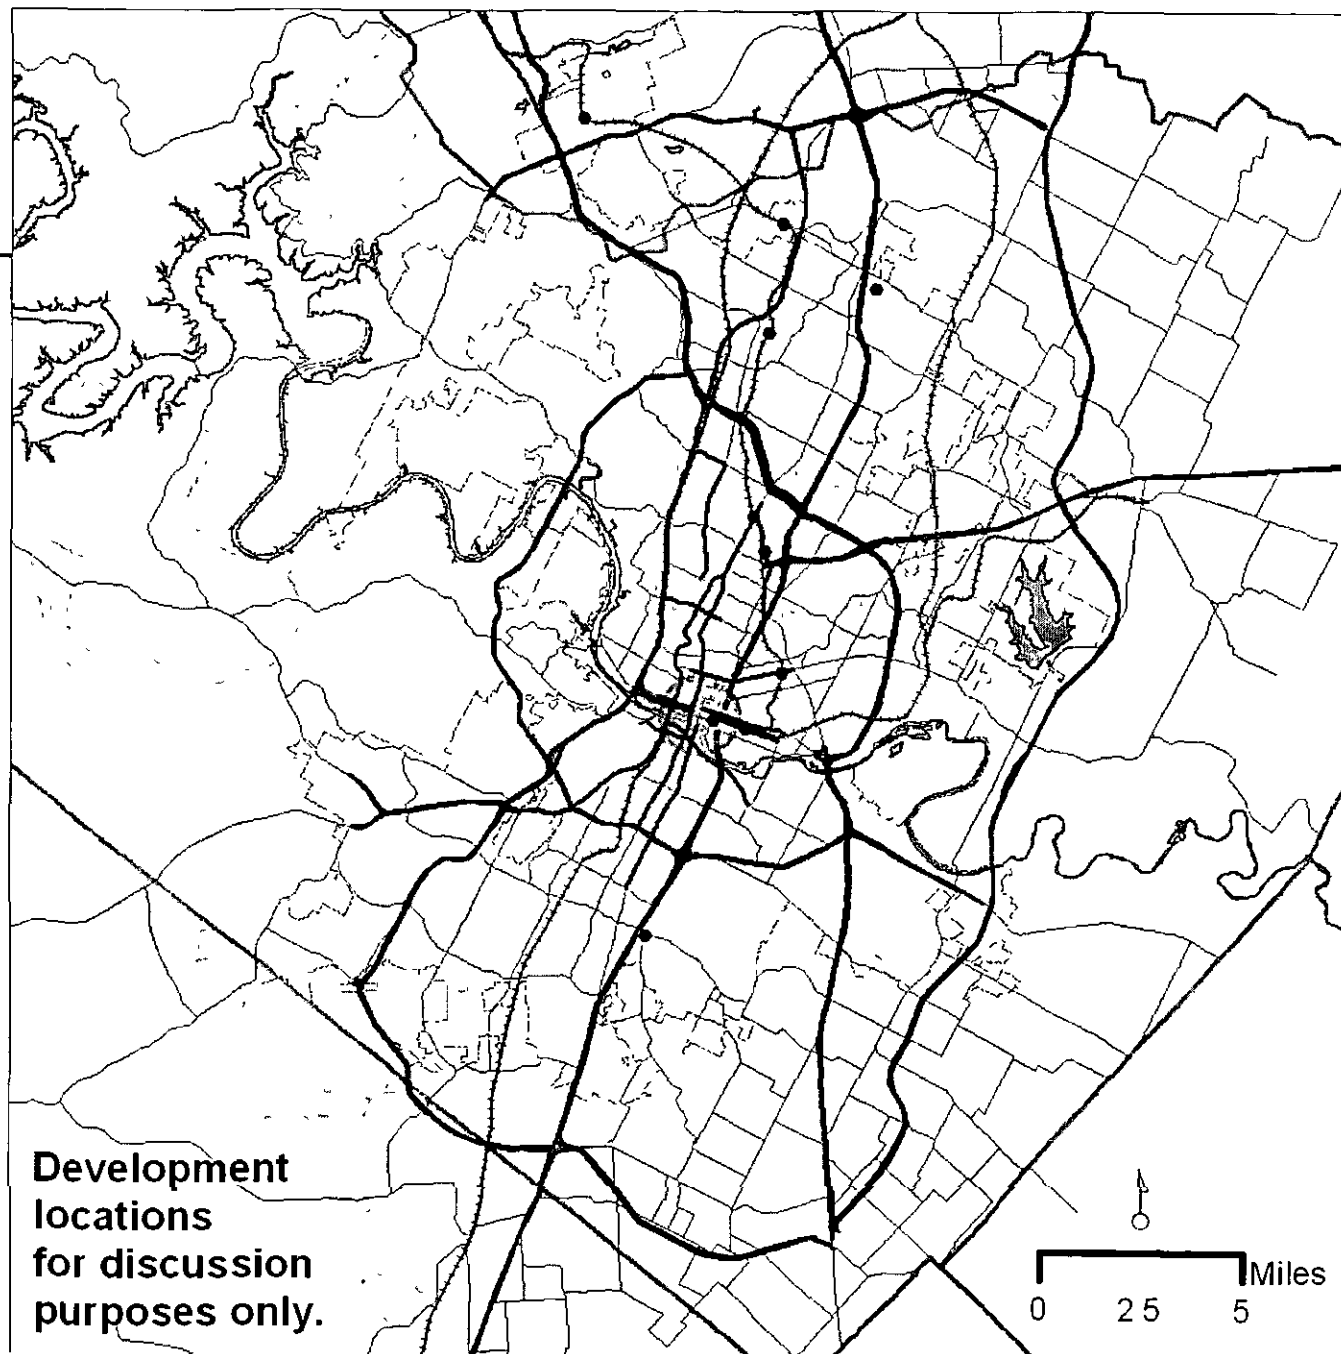 Development
locations
for discussion
purposes only.
Miles
0 2 5 5